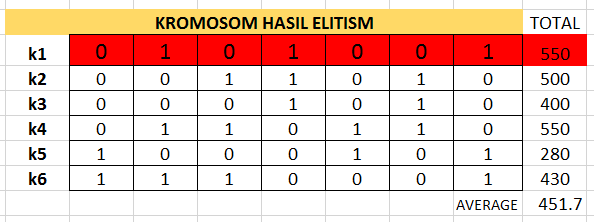 KROMOSOM HASIL ELITISM TOTAL
k1 0 1 0 1 0 0 1 550
k2 0 0 1 1 0 1 0 500
k3 0 0 0 1 0 1 0 400
k4 0 1 1 0 1 1 0 550
k5 1 0 0 0 1 0 1 280
k6 1 1 1 0 0 0 1 430
AVERAGE 451.7